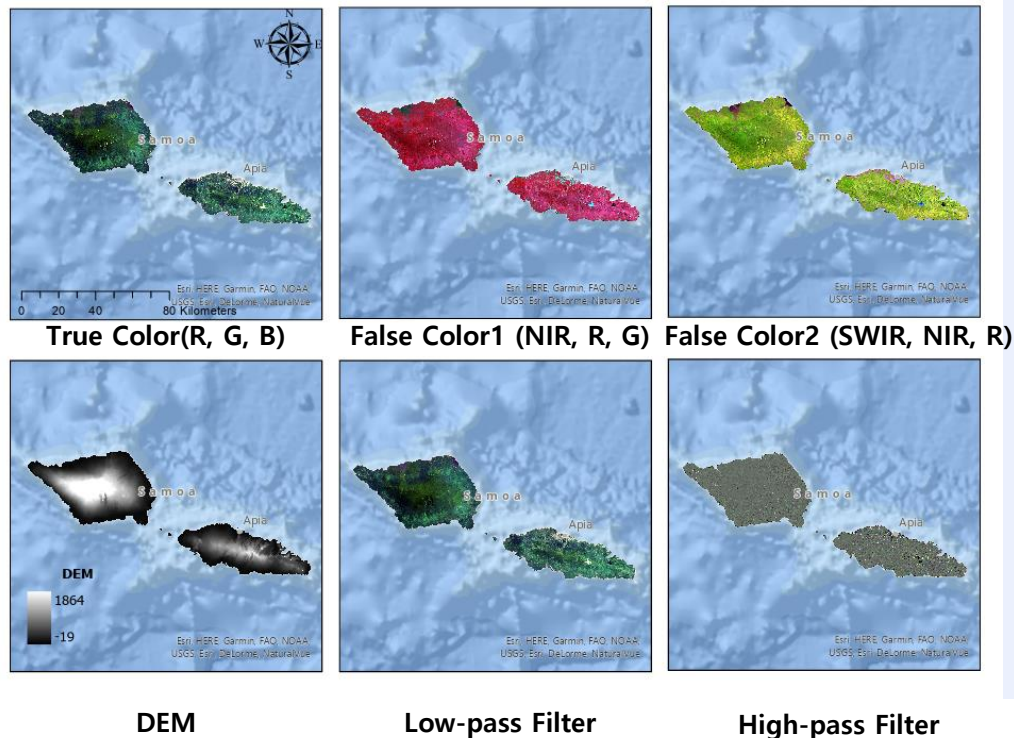 N
W E
S
Samoa
Apia
Esri, HERE, Garmin, FAO, NOAA,
USGS, Esri, DeLorme, NaturalVue
0 20 40 80 Kilometers
Samoa
Apia
Esri, HERE, Garmin, FAO, NOAA,
USGS, Esri, DeLorme, NaturalVue
Samoa
Apia
Esri, HERE, Garmin, FAO, NOAA,
USGS, Esri, DeLorme, NaturalVue
True Color(R, G, B)
False Color1 (NIR, R, G)
False Color2 (SWIR, NIR, R)
Samoa
Apia
DEM
1864
-19
Esri, HERE, Garmin, FAO, NOAA,
USGS, Esri, DeLorme, NaturalVue
Samoa
Apia
Esri, HERE, Garmin, FAO, NOAA,
USGS, Esri, DeLorme, NaturalVue
Samoa
Apia
Esri, HERE, Garmin, FAO, NOAA,
USGS, Esri, DeLorme, NaturalVue
DEM
Low-pass Filter
High-pass Filter